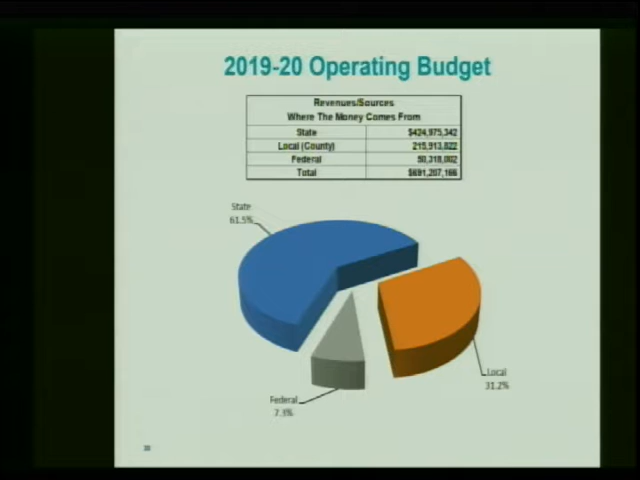 2019-20 Operating Budget
Revenues/Sources
Where The Money Comes From
State $424,975,342
Local (County) 215,913,822
Federal 50,318,002
Total $691,207,166
State
61.5%
Local
31.2%
Federal
7.3%